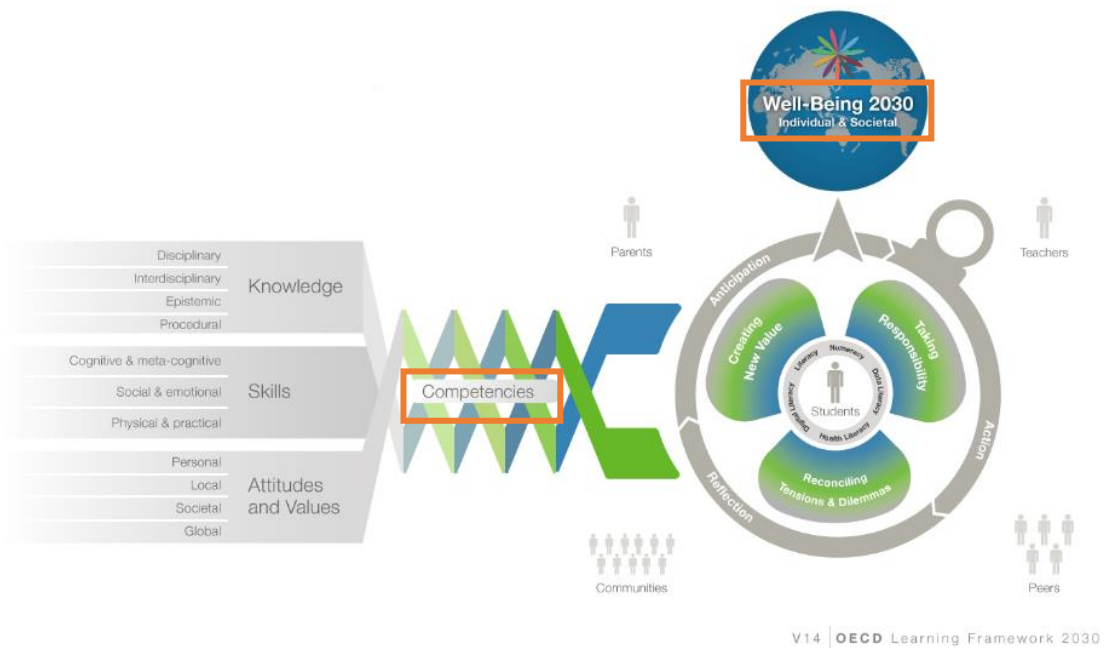 Well-Being 2030
Individual & Societal
Parents
Teachers
Disciplinary
Interdisciplinary
Epistemic
Procedural
Knowledge
Cognitive & meta-cognitive
Social & emotional
Physical & practical
Skills
Personal
Local
Societal
Global
Attitudes
and Values
Competencies
Anticipation
Action
Reflection
Creating
New Value
Taking
Responsibility
Reconciling
Tensions & Dilemmas
Literacy
Numeracy
Data Literacy
Health Literacy
Digital Literacy
Students
Communities
Peers
V14 | OECD Learning Framework 2030